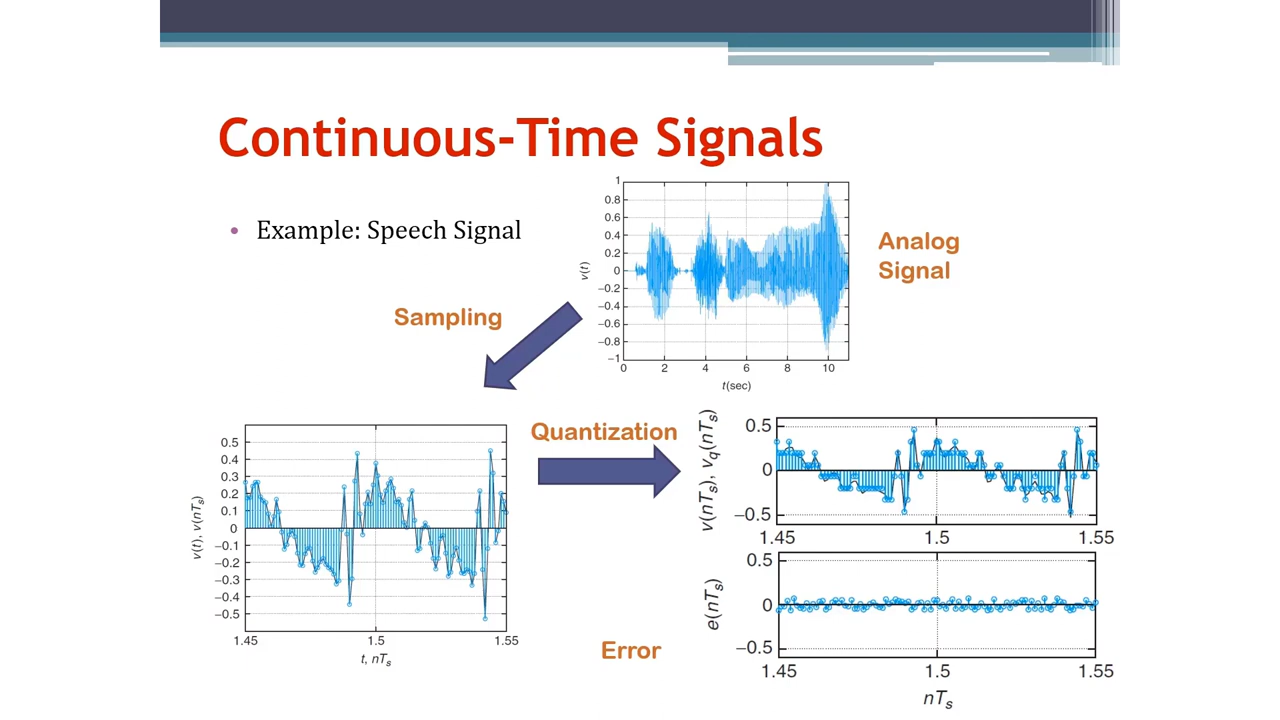 Continuous-Time Signals
• Example: Speech Signal
1
0.8
0.6
0.4
0.2
0
−0.2
−0.4
−0.6
−0.8
−1
v(t)
0 2 4 6 8 10
t(sec)
Analog
Signal
Sampling
0.5
0.4
0.3
0.2
0.1
0
−0.1
−0.2
−0.3
−0.4
−0.5
v(t), v(nTs)
1.45 1.5 1.55
t, nTs
Quantization
0.5
0
−0.5
v(nTs), vq(nTs)
1.45 1.5 1.55
0.5
0
−0.5
e(nTs)
1.45 1.5 1.55
nTs
Error